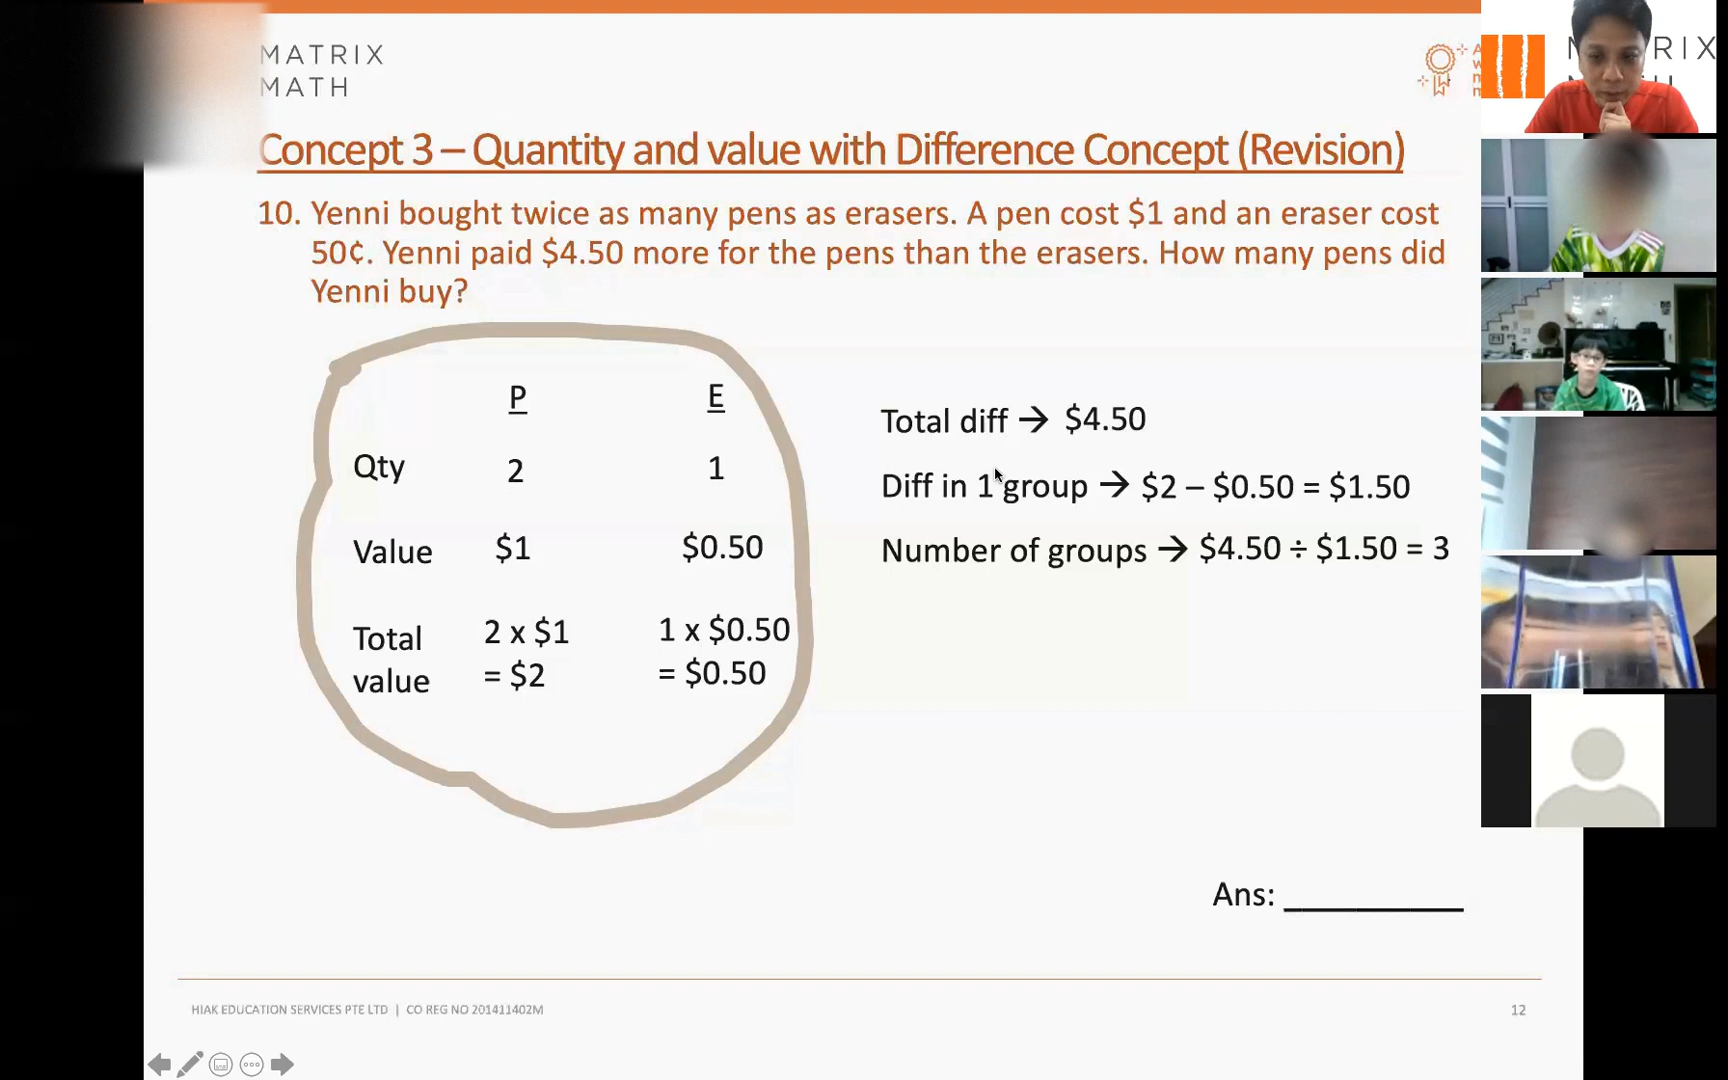 MATRIX
MATH
Concept 3 – Quantity and value with Difference Concept (Revision)
10. Yenni bought twice as many pens as erasers. A pen cost $1 and an eraser cost
50¢. Yenni paid $4.50 more for the pens than the erasers. How many pens did
Yenni buy?
P E
Qty 2 1
Value $1 $0.50
Total 2 x $1 1 x $0.50
value = $2 = $0.50
Total diff → $4.50
Diff in 1 group → $2 – $0.50 = $1.50
Number of groups → $4.50 ÷ $1.50 = 3
Ans: __________
HIAK EDUCATION SERVICES PTE LTD | CO REG NO 201411402M
12